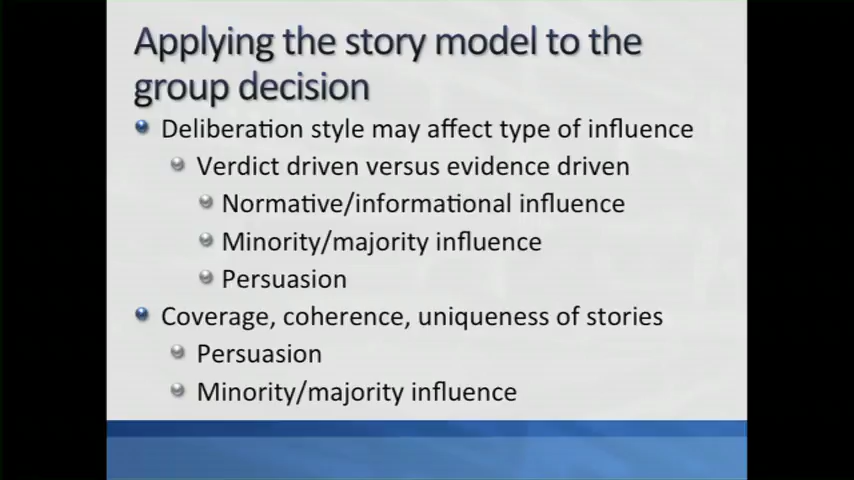 Applying the story model to the
group decision
Deliberation style may affect type of influence
Verdict driven versus evidence driven
Normative/informational influence
Minority/majority influence
Persuasion
Coverage, coherence, uniqueness of stories
Persuasion
Minority/majority influence